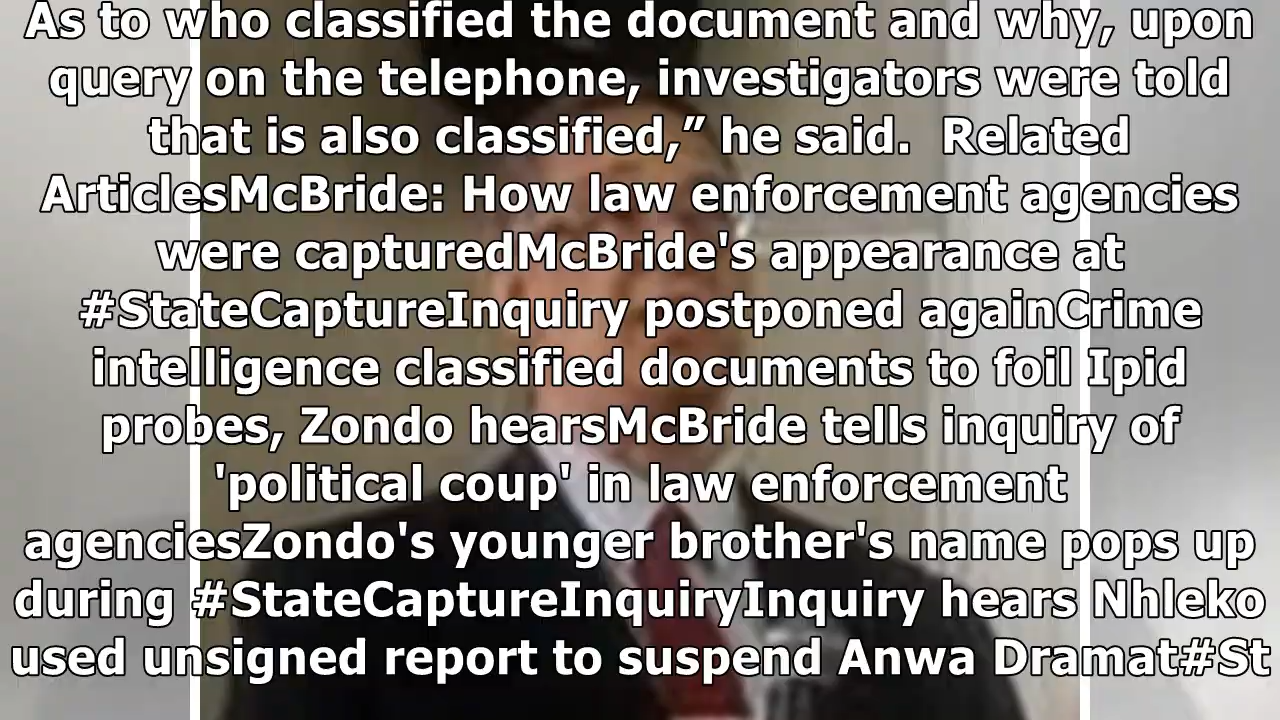 As to who classified the document and why, upon
query on the telephone, investigators were told
that is also classified,” he said.  Related
ArticlesMcBride: How law enforcement agencies
were capturedMcBride's appearance at
#StateCaptureInquiry postponed againCrime
intelligence classified documents to foil Ipid
probes, Zondo hearsMcBride tells inquiry of
'political coup' in law enforcement
agenciesZondo's younger brother's name pops up
during #StateCaptureInquiryInquiry hears Nhleko
used unsigned report to suspend Anwa Dramat#St